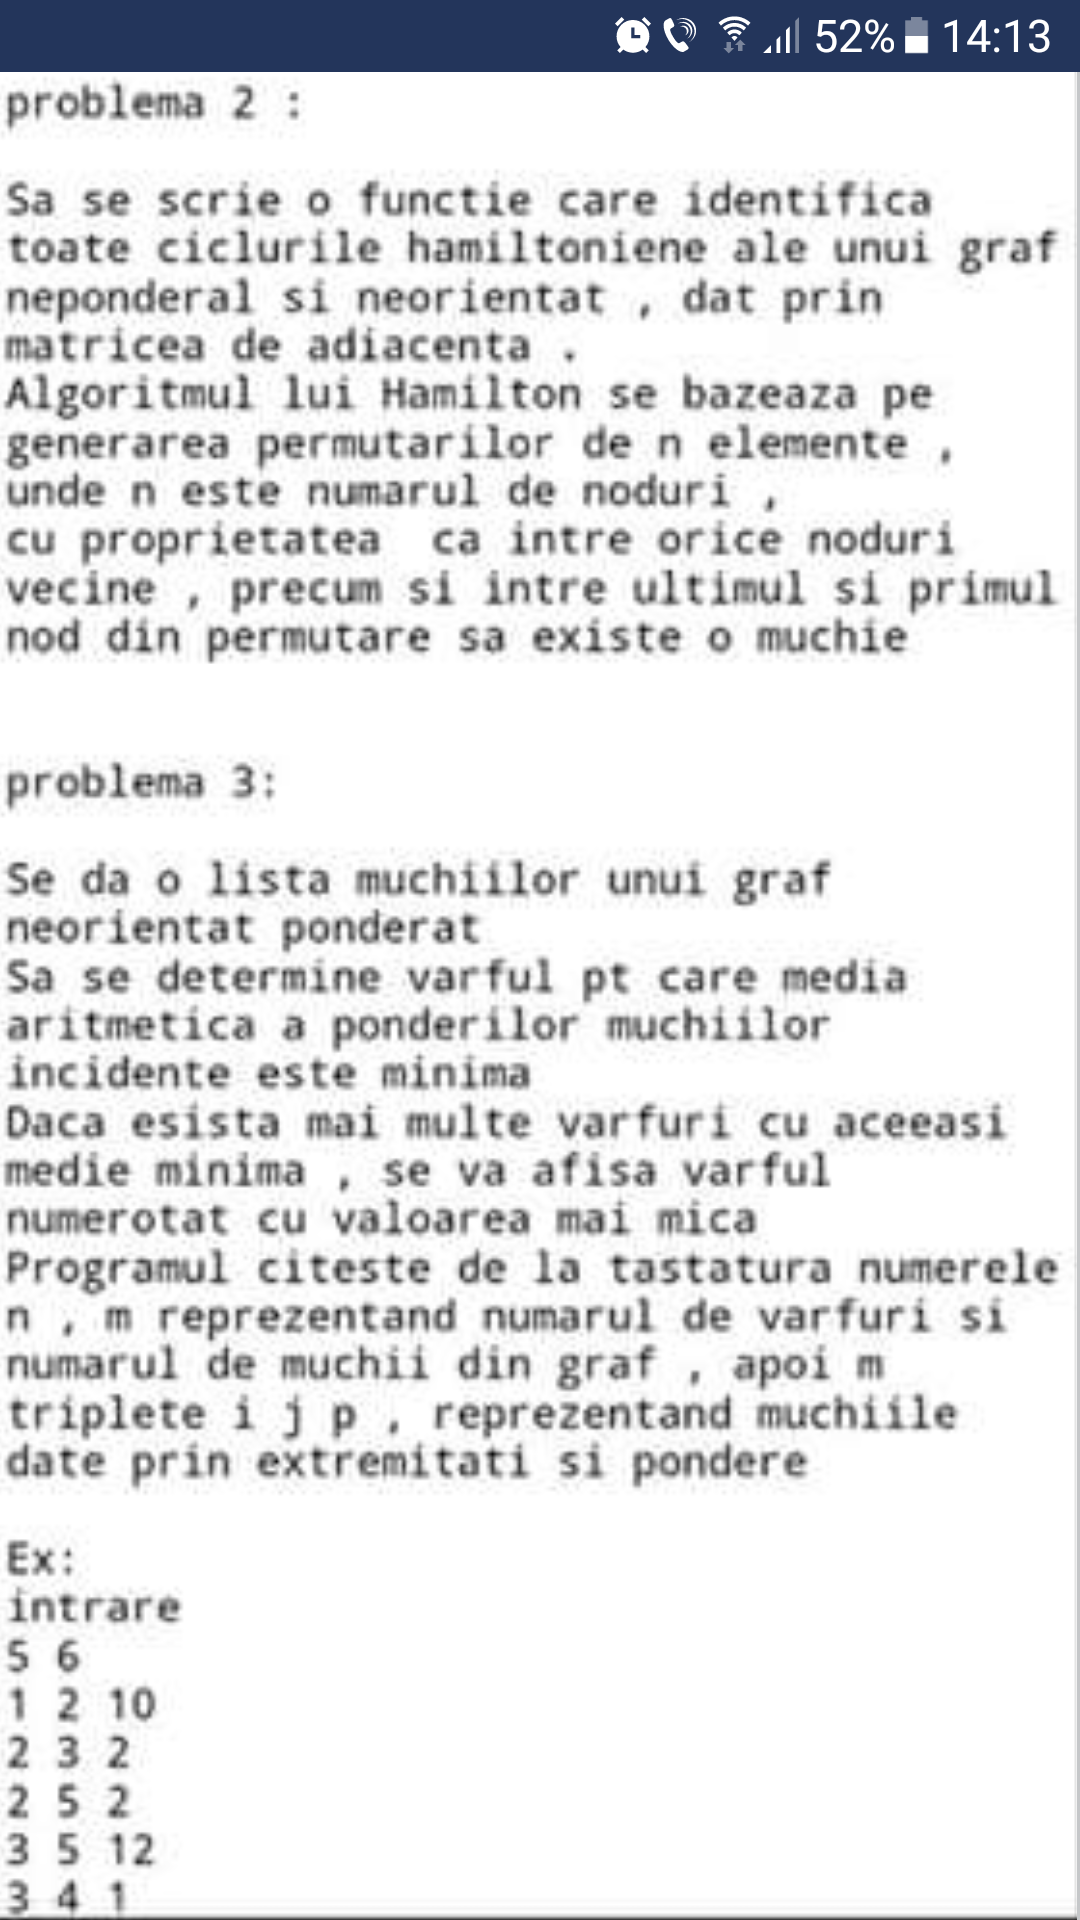 52% 14:13
problema 2 :
Sa se scrie o functie care identifica
toate ciclurile hamiltoniene ale unui graf
neponderal si neorientat , dat prin
matricea de adiacenta .
Algoritmul lui Hamilton se bazeaza pe
generarea permutarilor de n elemente ,
unde n este numarul de noduri ,
cu proprietatea  ca intre orice noduri
vecine , precum si intre ultimul si primul
nod din permutare sa existe o muchie
problema 3:
Se da o lista muchiilor unui graf
neorientat ponderat
Sa se determine varful pt care media
aritmetica a ponderilor muchiilor
incidente este minima
Daca esista mai multe varfuri cu aceeasi
medie minima , se va afisa varful
numerotat cu valoarea mai mica
Programul citeste de la tastatura numerele
n , m reprezentand numarul de varfuri si
numarul de muchii din graf , apoi m
triplete i j p , reprezentand muchiile
date prin extremitati si pondere
Ex:
intrare
5 6
1 2 10
2 3 2
2 5 2
3 5 12
3 4 1